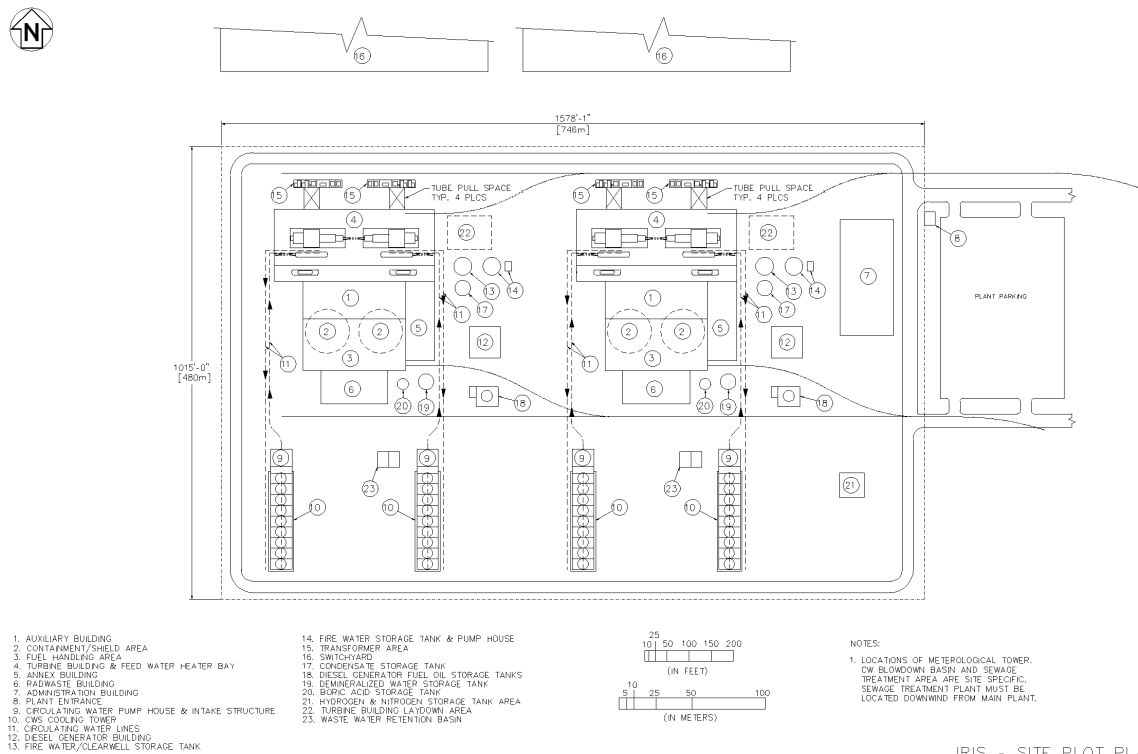 N
16
16
1578'-1"
[746m]
15
15
TUBE PULL SPACE
TYP. 4 PLCS
15
15
TUBE PULL SPACE
TYP. 4 PLCS
4
22
4
22
8
13
14
13
14
7
1
17
11
1
17
11
PLANT PARKING
2
2
5
12
2
2
5
12
1015'-0"
[480m]
11
3
11
3
6
20
19
18
6
20
19
18
9
23
9
9
23
9
21
10
10
10
10
1. AUXILIARY BUILDING
2. CONTAINMENT/SHIELD AREA
3. FUEL HANDLING AREA
4. TURBINE BUILDING & FEED WATER HEATER BAY
5. ANNEX BUILDING
6. RADWASTE BUILDING
7. ADMINISTRATION BUILDING
8. PLANT ENTRANCE
9. CIRCULATING WATER PUMP HOUSE & INTAKE STRUCTURE
10. CWS COOLING TOWER
11. CIRCULATING WATER LINES
12. DIESEL GENERATOR BUILDING
13. FIRE WATER/CLEARWELL STORAGE TANK
14. FIRE WATER STORAGE TANK & PUMP HOUSE
15. TRANSFORMER AREA
16. SWITCHYARD
17. CONDENSATE STORAGE TANK
18. DIESEL GENERATOR FUEL OIL STORAGE TANKS
19. DEMINERALIZED WATER STORAGE TANK
20. BORIC ACID STORAGE TANK
21. HYDROGEN & NITROGEN STORAGE TANK AREA
22. TURBINE BUILDING LAYDOWN AREA
23. WASTE WATER RETENTION BASIN
25
10 50 100 150 200
(IN FEET)
10
5 25 50 100
(IN METERS)
NOTES:
1. LOCATIONS OF METEROLOGICAL TOWER.
CW BLOWDOWN BASIN AND SEWAGE
TREATMENT AREA ARE SITE SPECIFIC.
SEWAGE TREATMENT PLANT MUST BE
LOCATED DOWNWIND FROM MAIN PLANT.
IRIS - SITE PLOT